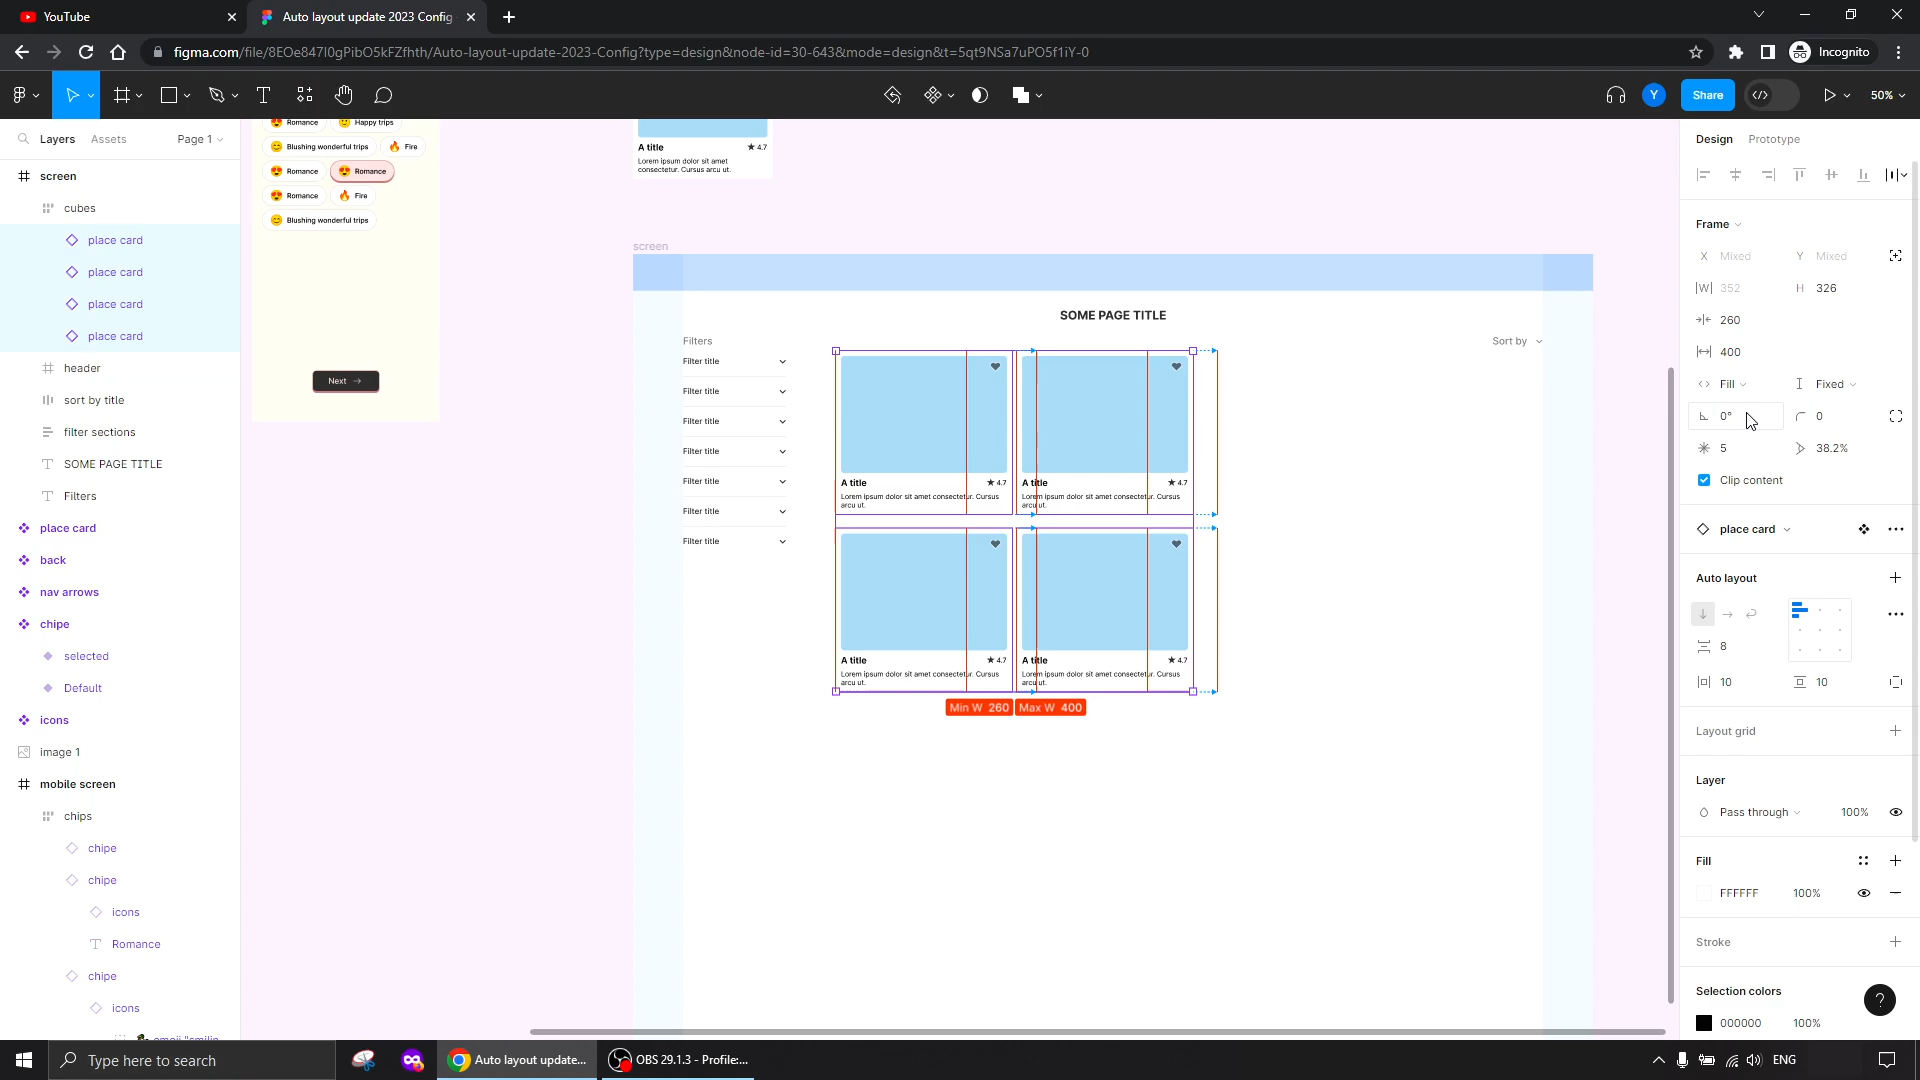 YouTube
Auto layout update 2023 Config
figma.com/file/8EOe847l0gPibO5kFZfhth/Auto-layout-update-2023-Config?type=design&node-id=30-643&mode=design&t=5qt9NSa7uPO5f1iY-0
Incognito
Y
Share
50%
Layers
Assets
Page 1
screen
cubes
place card
place card
place card
place card
header
sort by title
filter sections
SOME PAGE TITLE
Filters
place card
back
nav arrows
chipe
selected
Default
icons
image 1
mobile screen
chips
chipe
chipe
icons
Romance
chipe
icons
Romance
Happy trips
Blushing wonderful trips
Fire
Romance
Romance
Romance
Fire
Blushing wonderful trips
Next
A title
4.7
Lorem ipsum dolor sit amet
consectetur. Cursus arcu ut.
screen
SOME PAGE TITLE
Filters
Sort by
Filter title
Filter title
Filter title
Filter title
Filter title
Filter title
Filter title
A title
4.7
Lorem ipsum dolor sit amet consectetur. Cursus
arcu ut.
A title
4.7
Lorem ipsum dolor sit amet consectetur. Cursus
arcu ut.
A title
4.7
Lorem ipsum dolor sit amet consectetur. Cursus
arcu ut.
A title
4.7
Lorem ipsum dolor sit amet consectetur. Cursus
arcu ut.
Min W 260
Max W 400
Design
Prototype
Frame
X Mixed
Y Mixed
W 352
H 326
260
400
Fill
Fixed
0°
0
5
38.2%
Clip content
place card
Auto layout
8
10
10
Layout grid
Layer
Pass through
100%
Fill
FFFFFF
100%
Stroke
Selection colors
000000
100%
?
Type here to search
Auto layout update...
OBS 29.1.3 - Profile:...
ENG